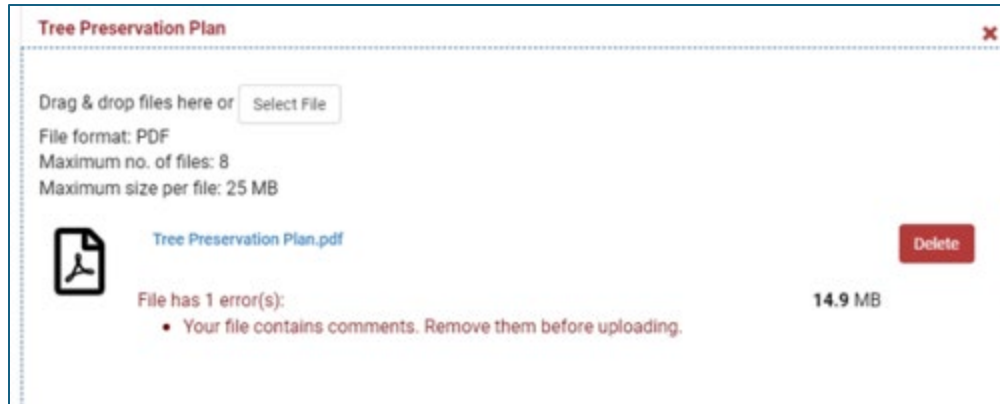 Tree Preservation Plan
Drag & drop files here or Select File
File format: PDF
Maximum no. of files: 8
Maximum size per file: 25 MB
Tree Preservation Plan.pdf
Delete
File has 1 error(s):
14.9 MB
• Your file contains comments. Remove them before uploading.